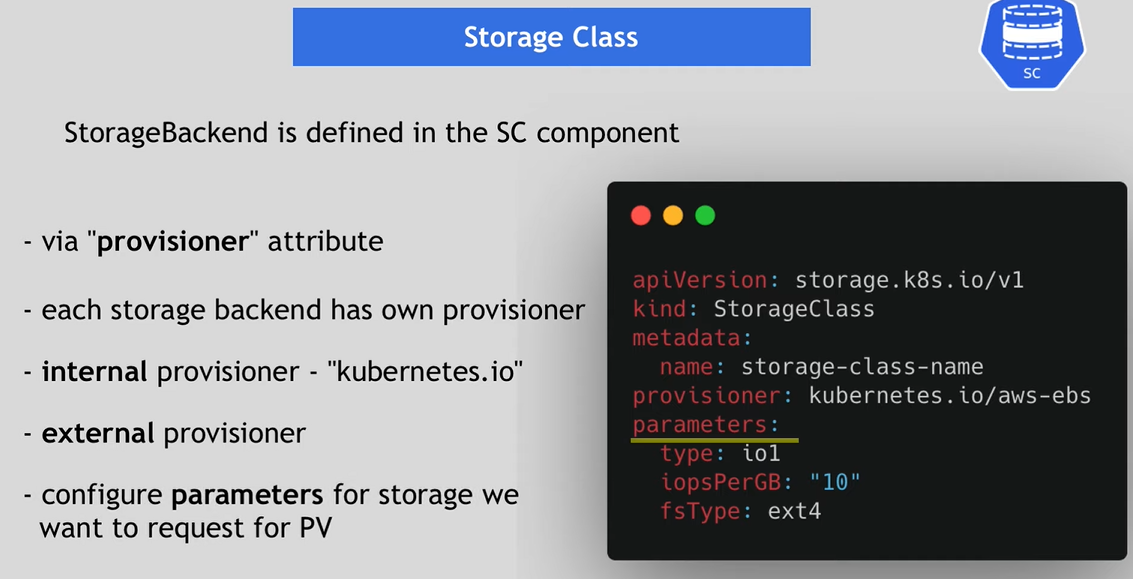 Storage Class
SC
StorageBackend is defined in the SC component
- via "provisioner" attribute
- each storage backend has own provisioner
- internal provisioner - "kubernetes.io"
- external provisioner
- configure parameters for storage we
want to request for PV
apiVersion: storage.k8s.io/v1
kind: StorageClass
metadata:
  name: storage-class-name
provisioner: kubernetes.io/aws-ebs
parameters:
  type: io1
  iopsPerGB: "10"
  fsType: ext4